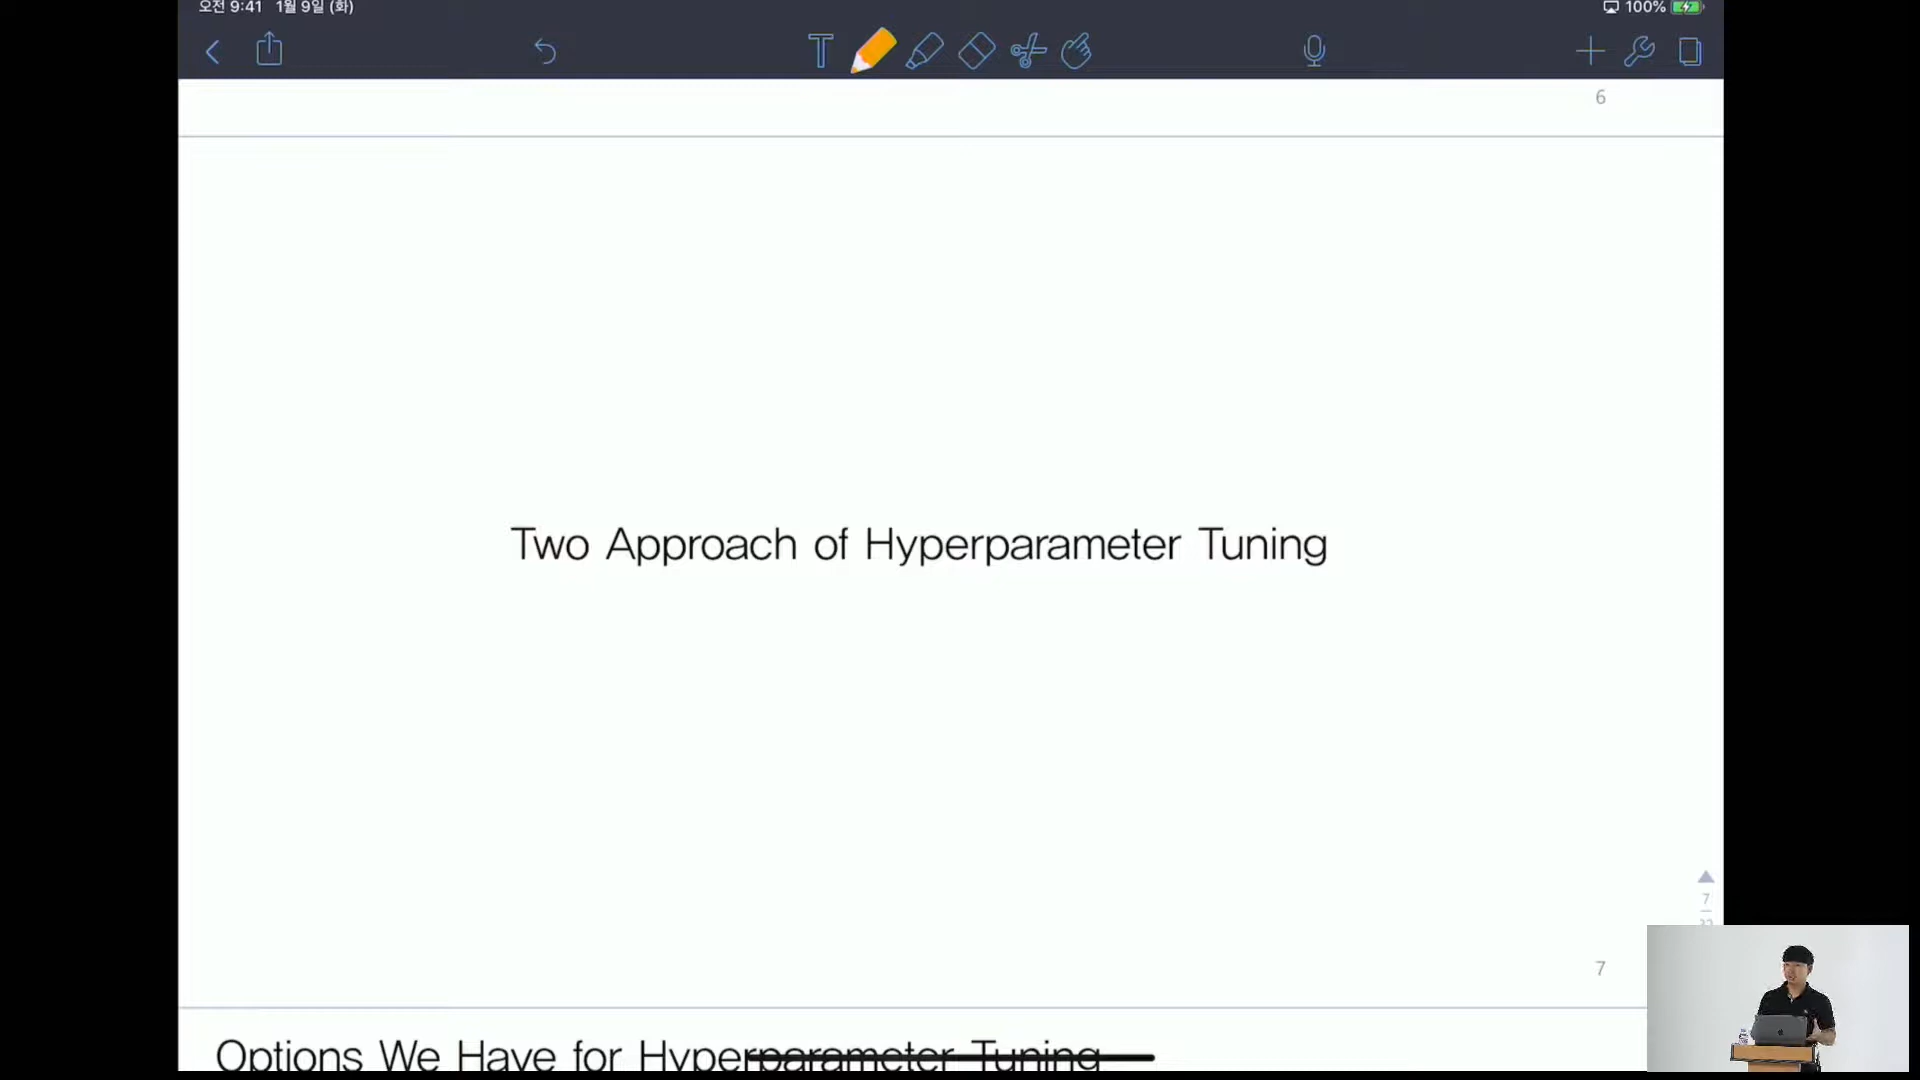 오전 9:41 1월 9일 (화)
100%
T
6
Two Approach of Hyperparameter Tuning
7
7
Options We Have for Hyperparameter Tuning